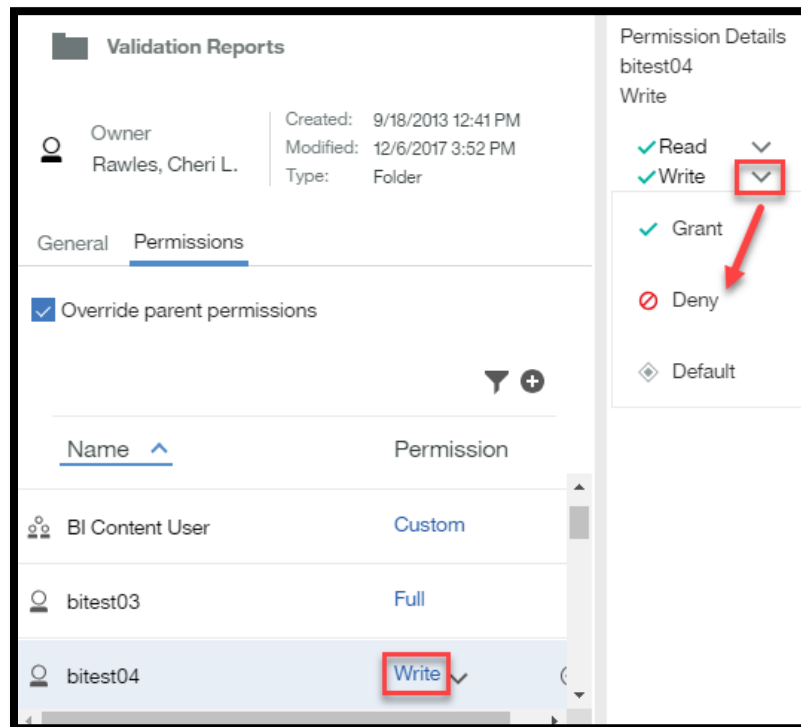 Validation Reports
Owner
Rawles, Cheri L.
Created: 9/18/2013 12:41 PM
Modified: 12/6/2017 3:52 PM
Type: Folder
General Permissions
Override parent permissions
Name Permission
BI Content User Custom
bitest03 Full
bitest04 Write
Permission Details
bitest04
Write
Read
Write
Grant
Deny
Default